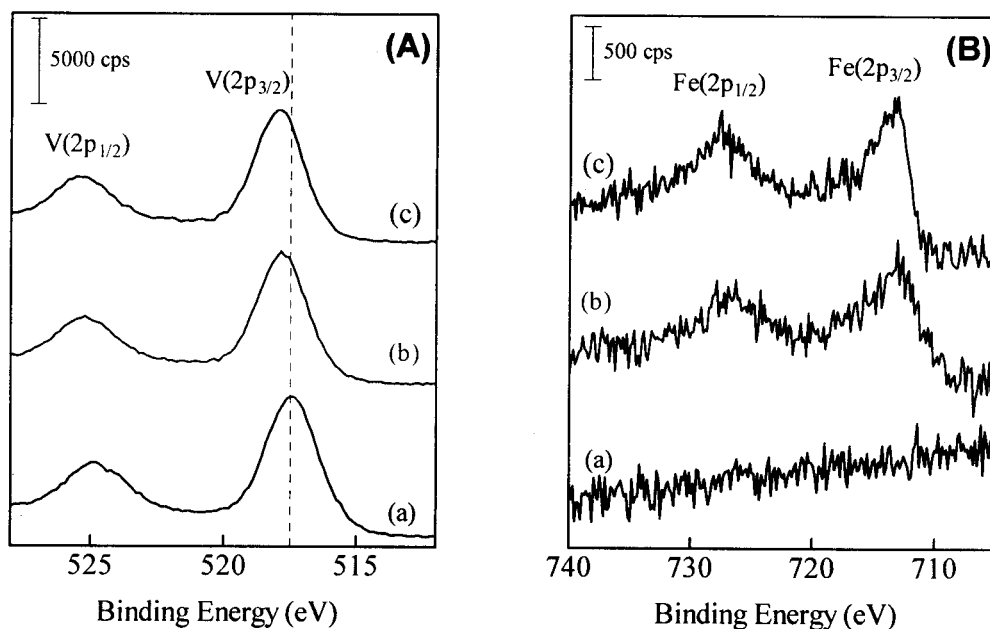 (A)
5000 cps
V(2p3/2)
V(2p1/2)
(c)
(b)
(a)
525 520 515
Binding Energy (eV)
(B)
500 cps
Fe(2p1/2)
Fe(2p3/2)
(c)
(b)
(a)
740 730 720 710
Binding Energy (eV)